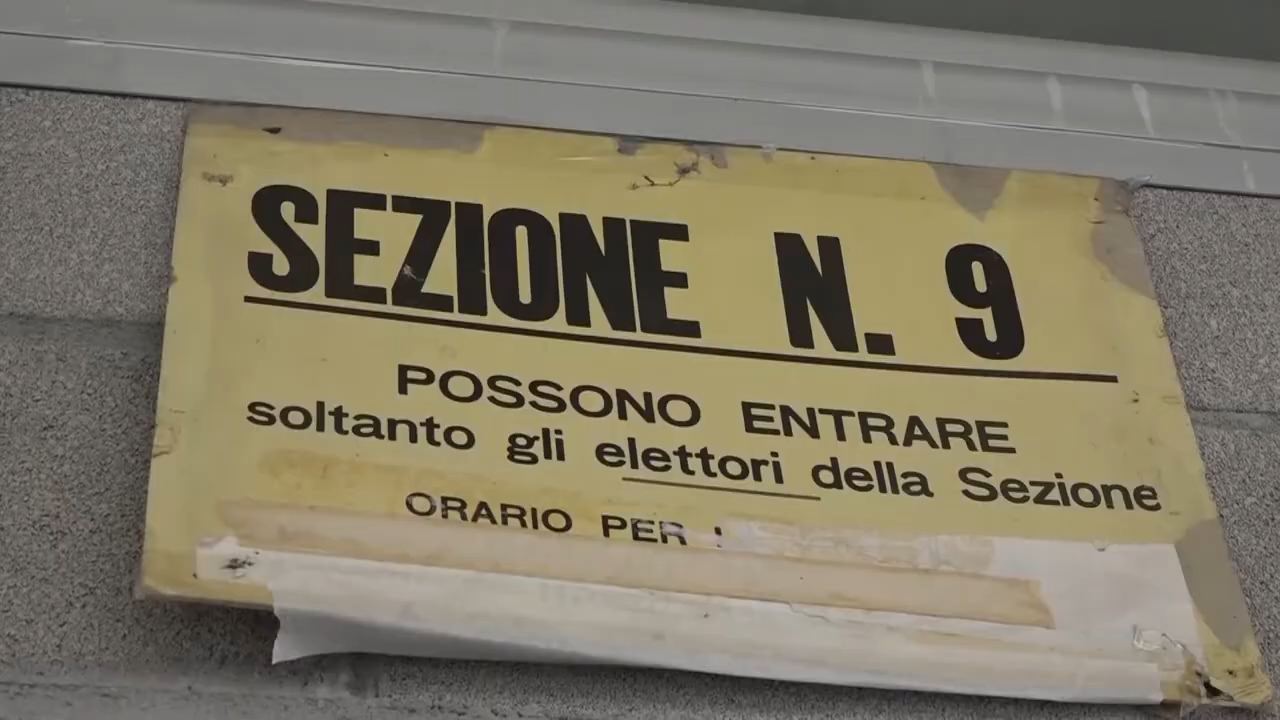 SEZIONE N. 9
POSSONO ENTRARE
soltanto gli elettori della Sezione
ORARIO PER